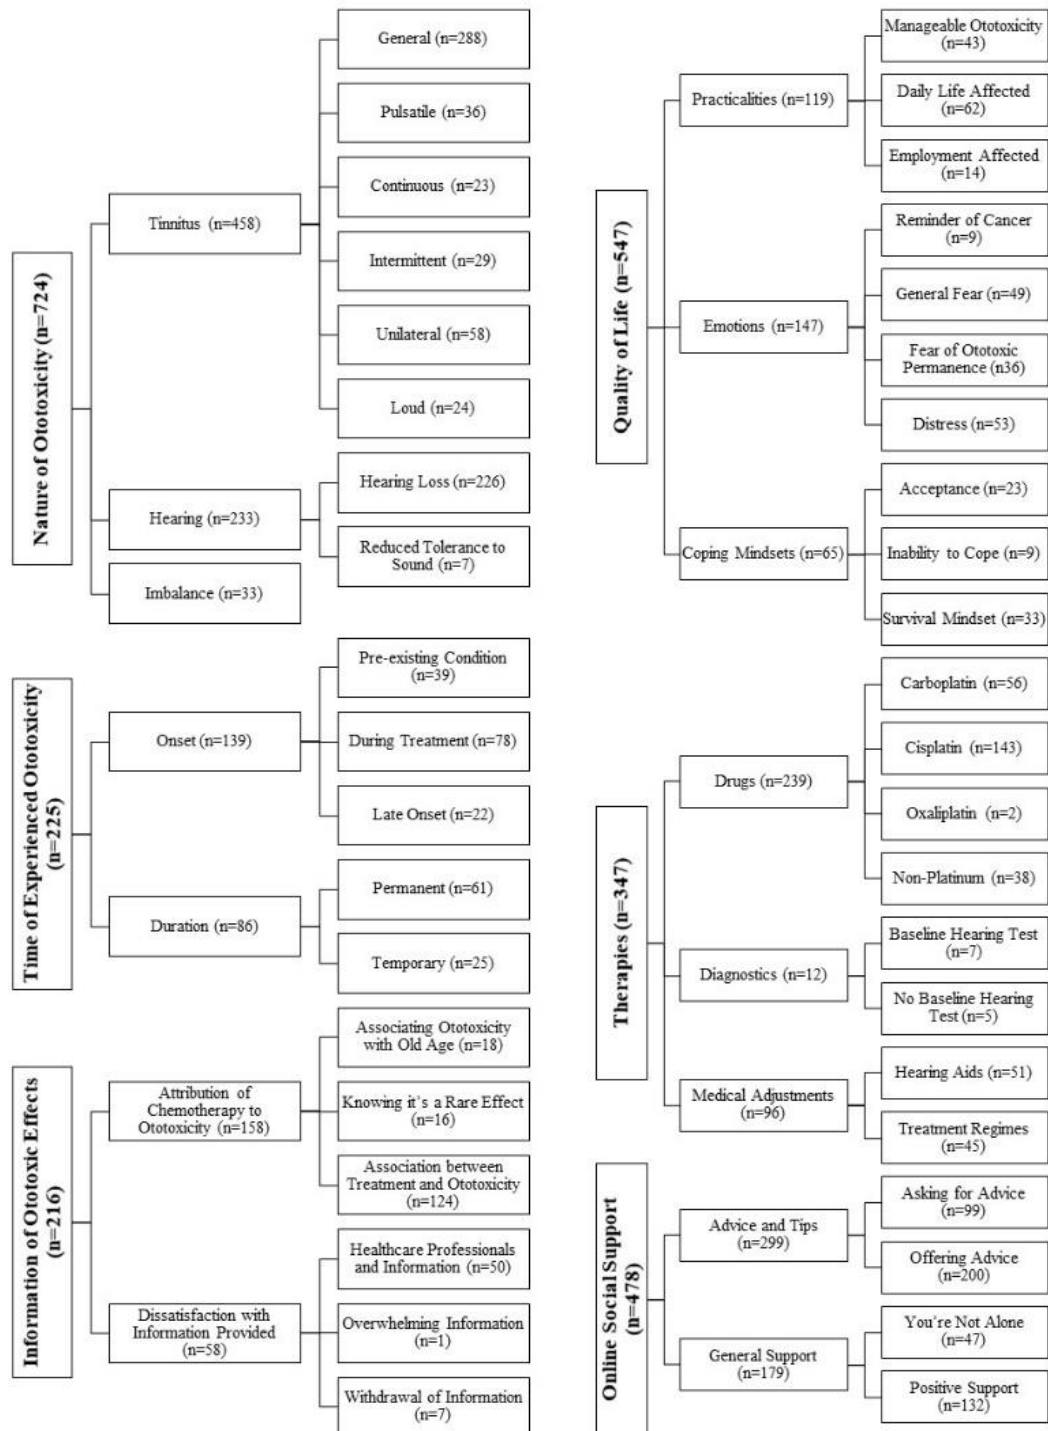 Nature of Ototoxicity (n=724)
Tinnitus (n=458)
General (n=288)
Pulsatile (n=36)
Continuous (n=23)
Intermittent (n=29)
Unilateral (n=58)
Loud (n=24)
Hearing (n=233)
Hearing Loss (n=226)
Reduced Tolerance to
Sound (n=7)
Imbalance (n=33)
Time of Experienced Ototoxicity
(n=225)
Onset (n=139)
Pre-existing Condition
(n=39)
During Treatment (n=78)
Late Onset (n=22)
Duration (n=86)
Permanent (n=61)
Temporary (n=25)
Information of Ototoxic Effects
(n=216)
Attribution of
Chemotherapy to
Ototoxicity (n=158)
Associating Ototoxicity
with Old Age (n=18)
Knowing it's a Rare Effect
(n=16)
Association between
Treatment and Ototoxicity
(n=124)
Dissatisfaction with
Information Provided
(n=58)
Healthcare Professionals
and Information (n=50)
Overwhelming Information
(n=1)
Withdrawal of Information
(n=7)
Quality of Life (n=547)
Practicalities (n=119)
Manageable Ototoxicity
(n=43)
Daily Life Affected
(n=62)
Employment Affected
(n=14)
Emotions (n=147)
Reminder of Cancer
(n=9)
General Fear (n=49)
Fear of Ototoxic
Permanence (n36)
Distress (n=53)
Coping Mindsets (n=65)
Acceptance (n=23)
Inability to Cope (n=9)
Survival Mindset (n=33)
Therapies (n=347)
Drugs (n=239)
Carboplatin (n=56)
Cisplatin (n=143)
Oxaliplatin (n=2)
Non-Platinum (n=38)
Diagnostics (n=12)
Baseline Hearing Test
(n=7)
No Baseline Hearing
Test (n=5)
Medical Adjustments
(n=96)
Hearing Aids (n=51)
Treatment Regimes
(n=45)
Online Social Support
(n=478)
Advice and Tips
(n=299)
Asking for Advice
(n=99)
Offering Advice
(n=200)
General Support
(n=179)
You're Not Alone
(n=47)
Positive Support
(n=132)